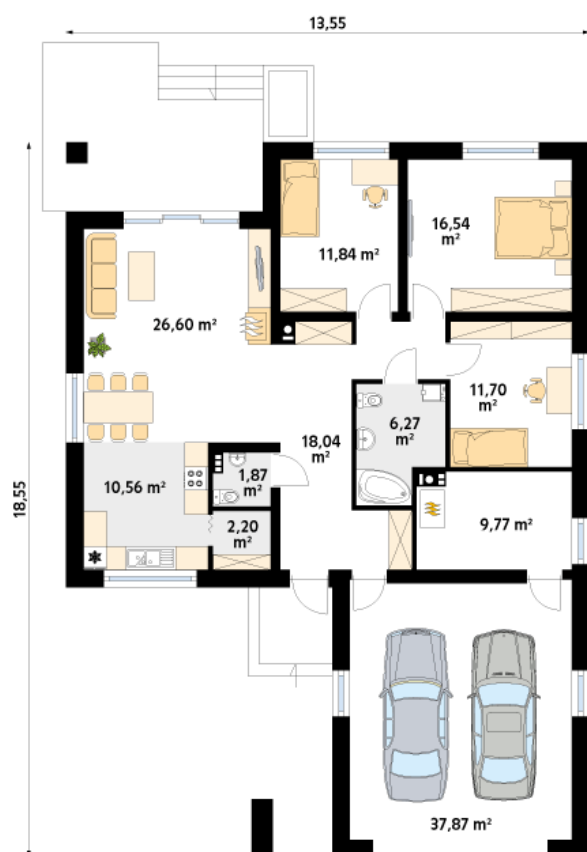 13,55
16,54
m²
11,84 m²
26,60 m²
11,70
m²
6,27
m²
18,04
m²
1,87
m²
10,56 m²
18,55
2,20
m²
9,77 m²
37,87 m²